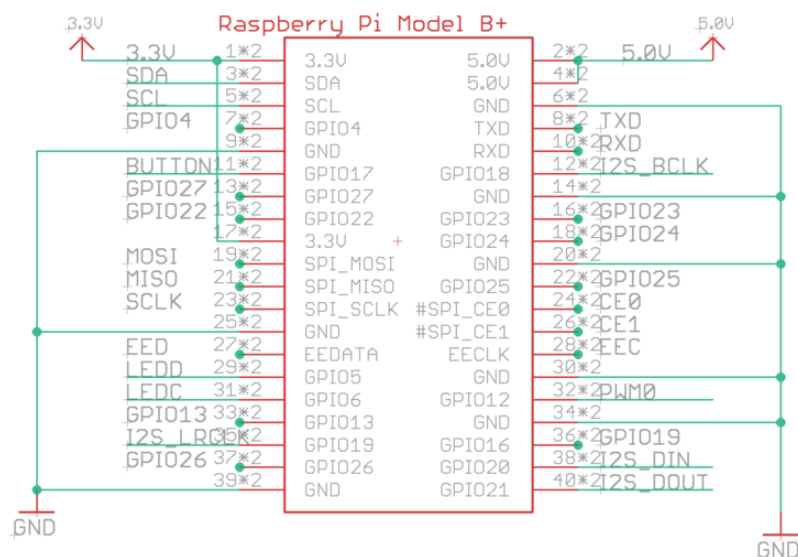 Raspberry Pi Model B+
3.3V 5.0V
3.3V 1*2 3.3V 5.0V 2*2 5.0V
SDA 3*2 SDA 5.0V 4*2
SCL 5*2 SCL GND 6*2
GPIO4 7*2 GPIO4 TXD 8*2 TXD
9*2 GND RXD 10*2 RXD
BUTTON 11*2 GPIO17 GPIO18 12*2 I2S_BCLK
GPIO27 13*2 GPIO27 GND 14*2
GPIO22 15*2 GPIO22 GPIO23 16*2 GPIO23
17*2 3.3V GPIO24 18*2 GPIO24
MOSI 19*2 SPI_MOSI GND 20*2
MISO 21*2 SPI_MISO GPIO25 22*2 GPIO25
SCLK 23*2 SPI_SCLK #SPI_CE0 24*2 CE0
25*2 GND #SPI_CE1 26*2 CE1
EED 27*2 EEDATA EECLK 28*2 EEC
LEDD 29*2 GPIO5 GND 30*2
LEDC 31*2 GPIO6 GPIO12 32*2 PWM0
GPIO13 33*2 GPIO13 GND 34*2
I2S_LRCLK 35*2 GPIO19 GPIO16 36*2 GPIO19
GPIO26 37*2 GPIO26 GPIO20 38*2 I2S_DIN
39*2 GND GPIO21 40*2 I2S_DOUT
GND GND